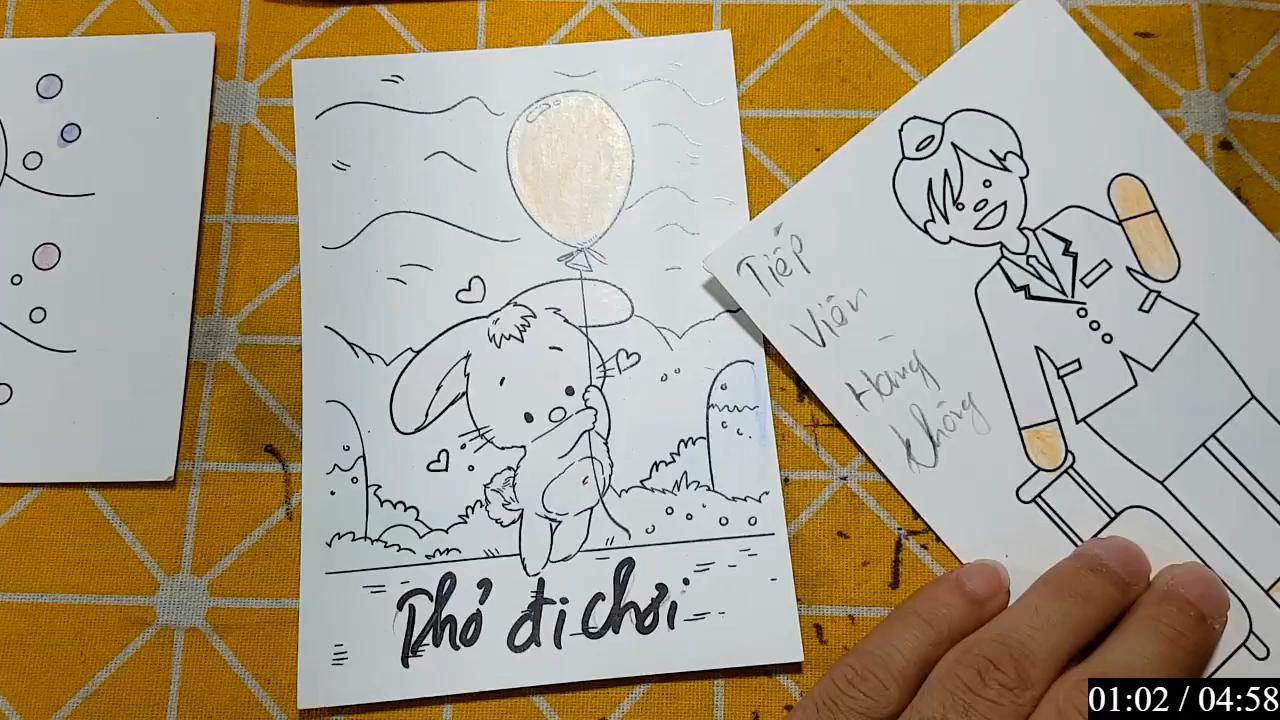 Thỏ đi chơi
Tiếp
Viên
Hàng
không
01:02 / 04:58